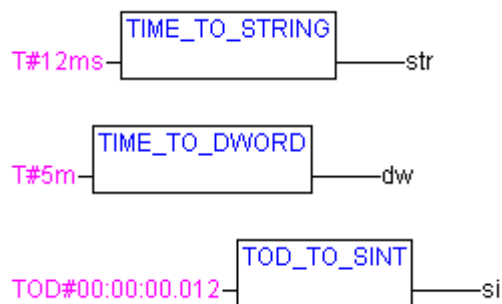 TIME_TO_STRING
T#12ms str
TIME_TO_DWORD
T#5m dw
TOD_TO_SINT
TOD#00:00:00.012 si